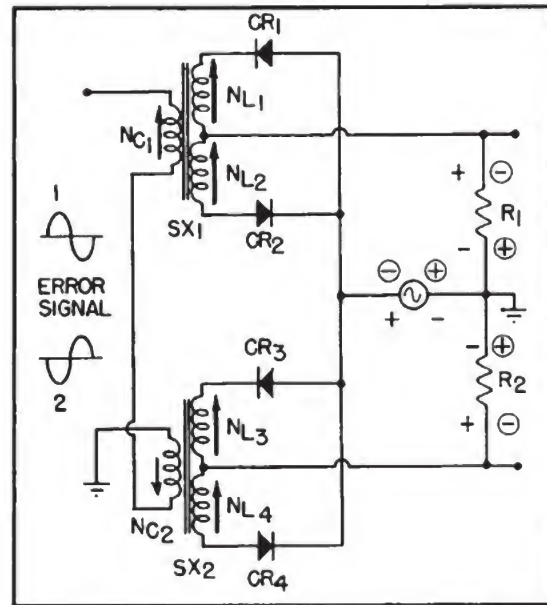 CR1
NL1
NC1
NL2
SX1
CR2
1
ERROR
SIGNAL
2
+ -
R1
- +
- +
+ -
- +
R2
+ -
CR3
NL3
NC2
NL4
SX2
CR4